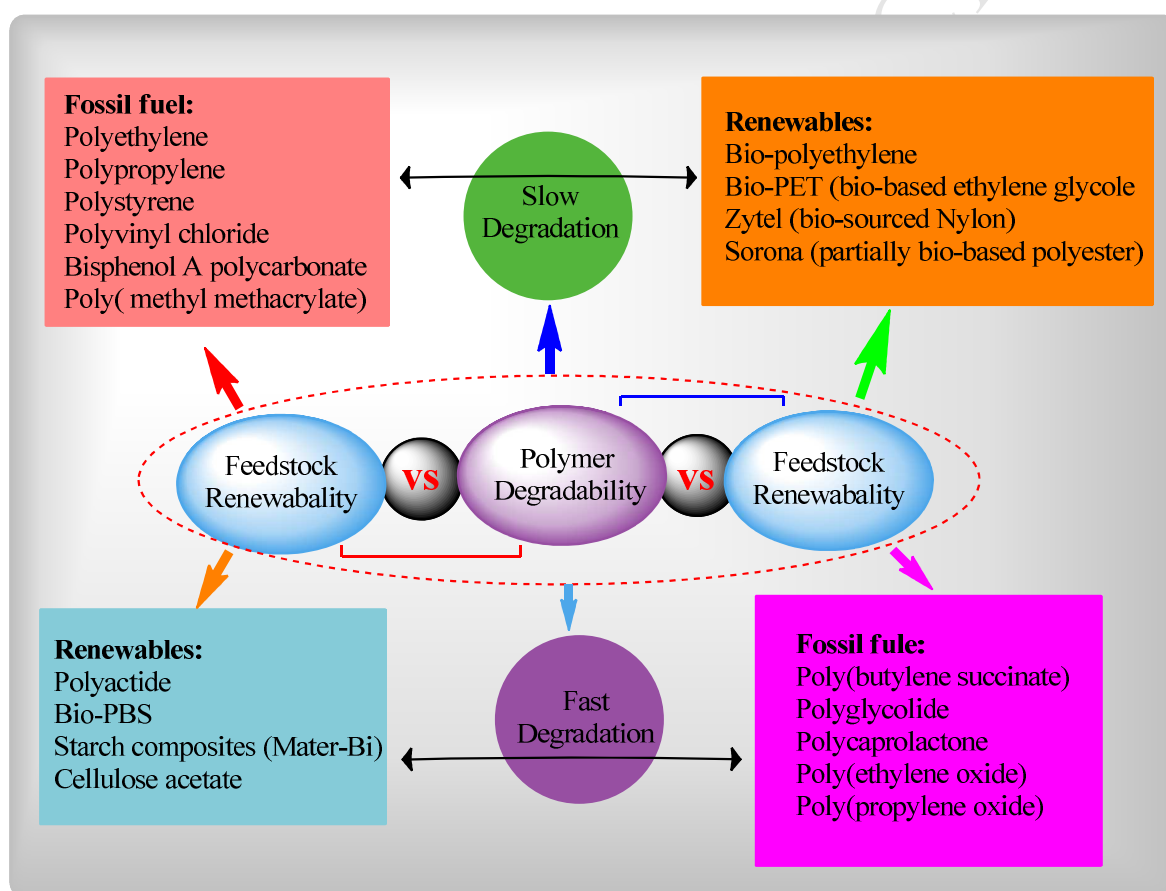 Fossil fuel:
Polyethylene
Polypropylene
Polystyrene
Polyvinyl chloride
Bisphenol A polycarbonate
Poly( methyl methacrylate)
Slow
Degradation
Renewables:
Bio-polyethylene
Bio-PET (bio-based ethylene glycole
Zytel (bio-sourced Nylon)
Sorona (partially bio-based polyester)
Feedstock
Renewabality
vs
Polymer
Degradability
vs
Feedstock
Renewabality
Renewables:
Polyactide
Bio-PBS
Starch composites (Mater-Bi)
Cellulose acetate
Fast
Degradation
Fossil fule:
Poly(butylene succinate)
Polyglycolide
Polycaprolactone
Poly(ethylene oxide)
Poly(propylene oxide)